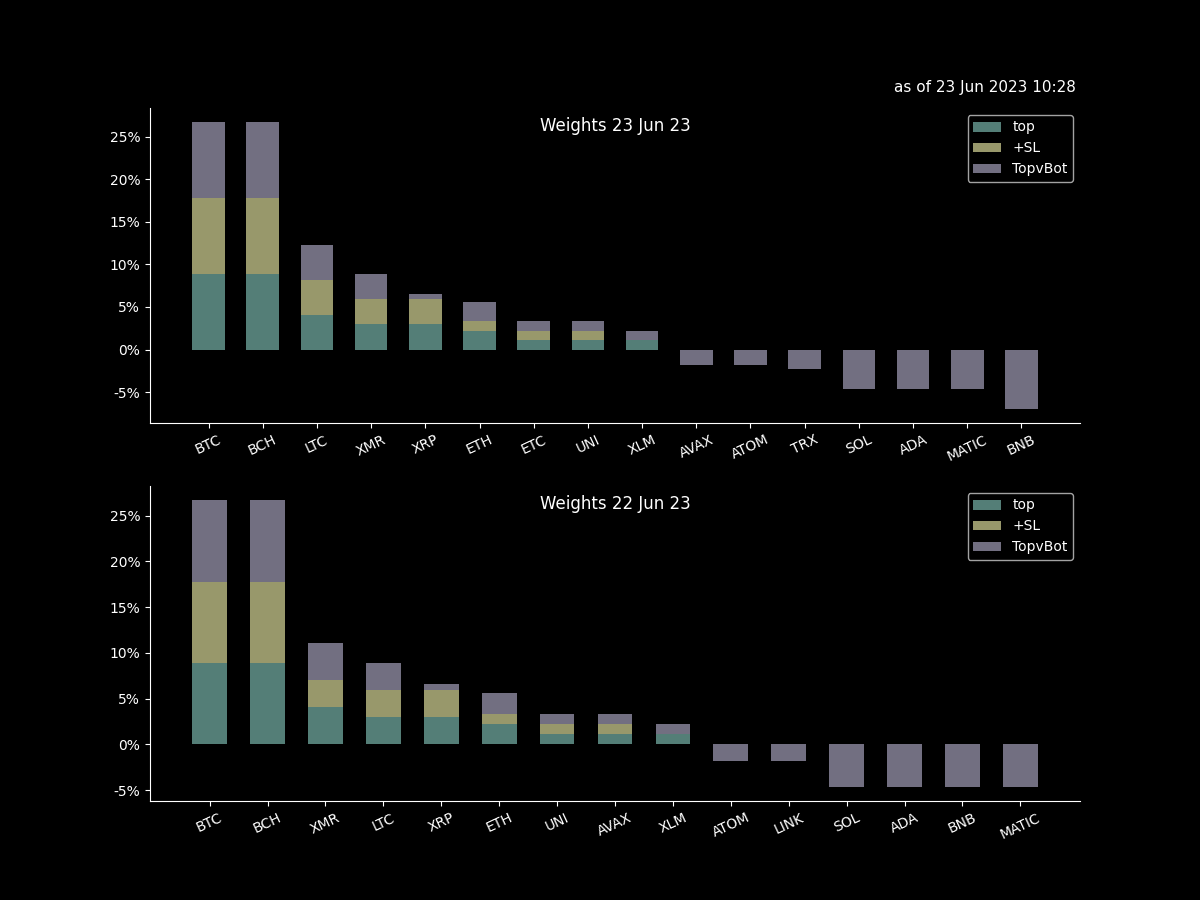 as of 23 Jun 2023 10:28
Weights 23 Jun 23
top
+SL
TopvBot
25%
20%
15%
10%
5%
0%
-5%
BTC BCH LTC XMR XRP ETH ETC UNI XLM AVAX ATOM TRX SOL ADA MATIC BNB
Weights 22 Jun 23
top
+SL
TopvBot
25%
20%
15%
10%
5%
0%
-5%
BTC BCH XMR LTC XRP ETH UNI AVAX XLM ATOM LINK SOL ADA BNB MATIC